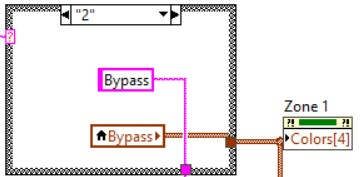 "2"
?
Bypass
Zone 1
Bypass
?! ?!
Colors[4]